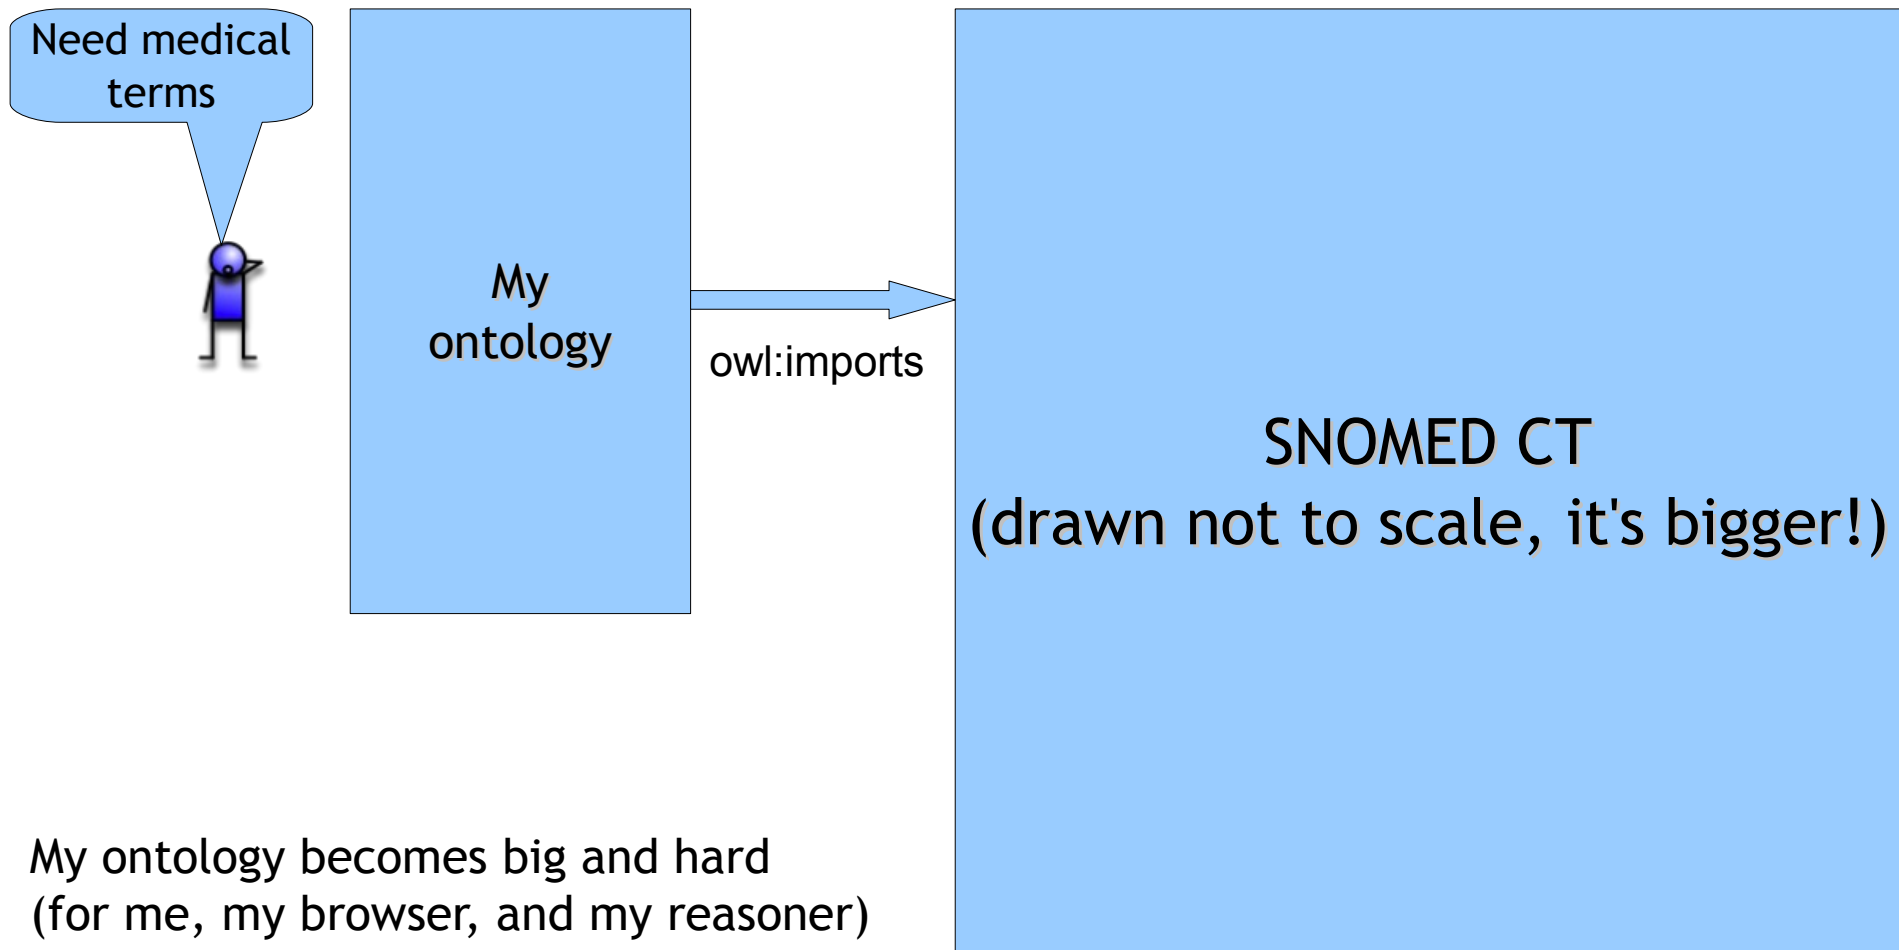 Need medical
terms
My
ontology
owl:imports
SNOMED CT
(drawn not to scale, it's bigger!)
My ontology becomes big and hard
(for me, my browser, and my reasoner)